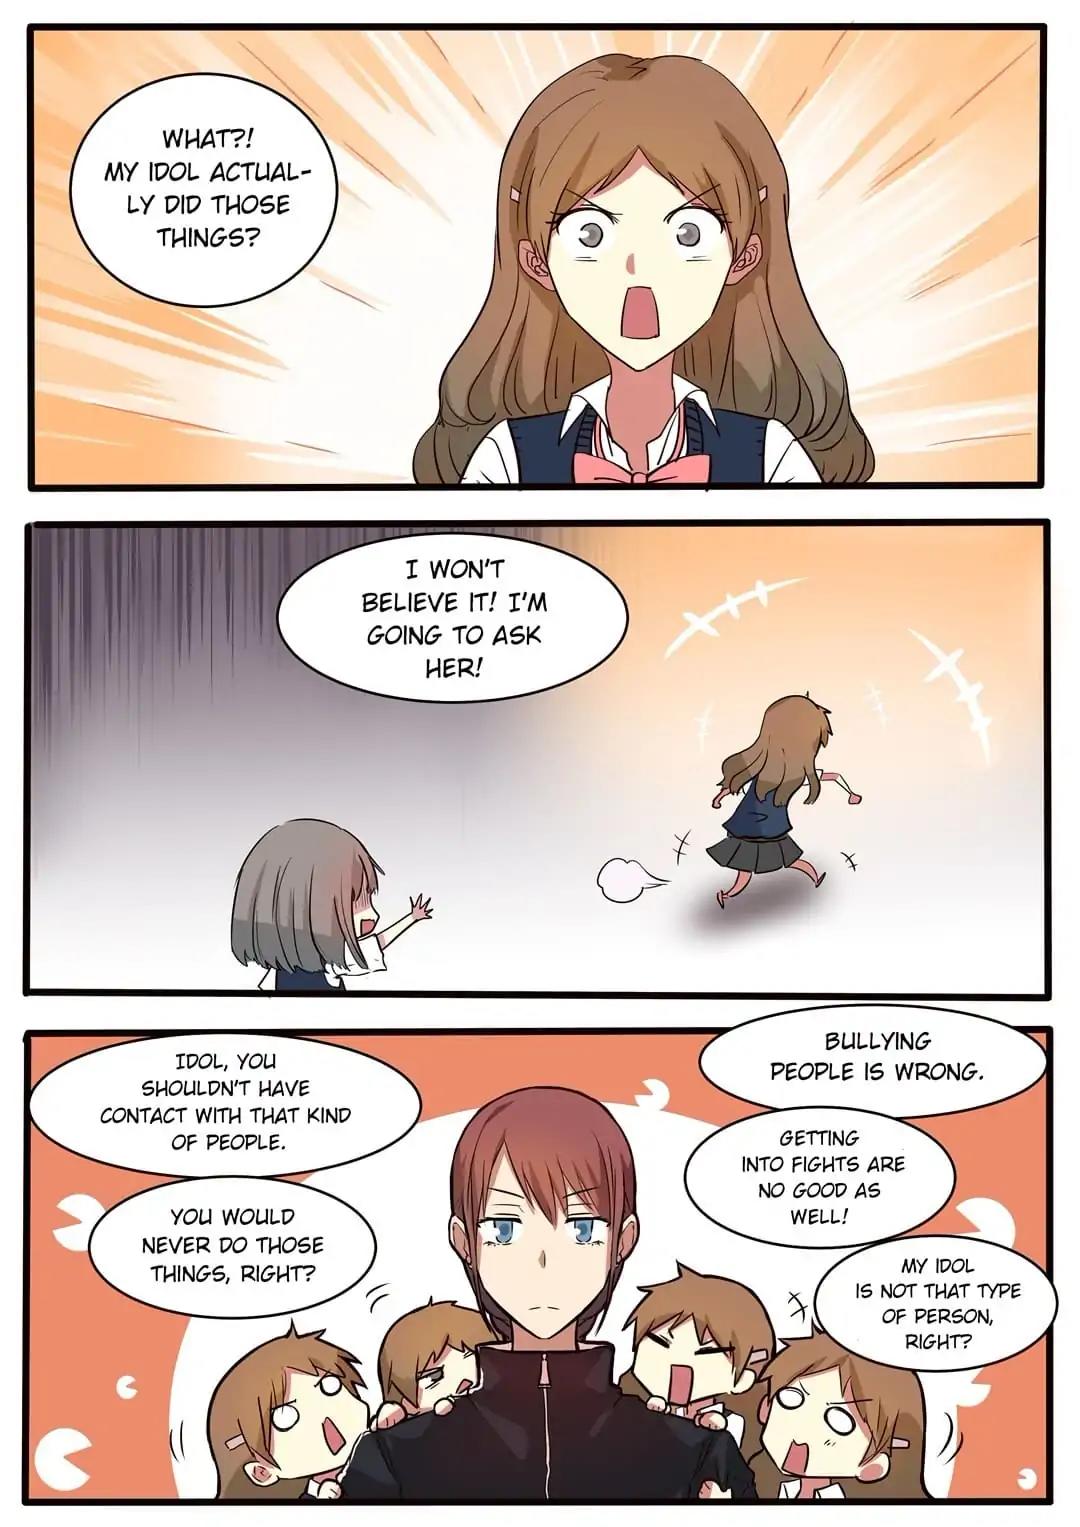 WHAT?!
MY IDOL ACTUAL-
LY DID THOSE
THINGS?
I WON'T
BELIEVE IT! I'M
GOING TO ASK
HER!
IDOL, YOU
SHOULDN'T HAVE
CONTACT WITH THAT KIND
OF PEOPLE.
YOU WOULD
NEVER DO THOSE
THINGS, RIGHT?
BULLYING
PEOPLE IS WRONG.
GETTING
INTO FIGHTS ARE
NO GOOD AS
WELL!
MY IDOL
IS NOT THAT TYPE
OF PERSON,
RIGHT?